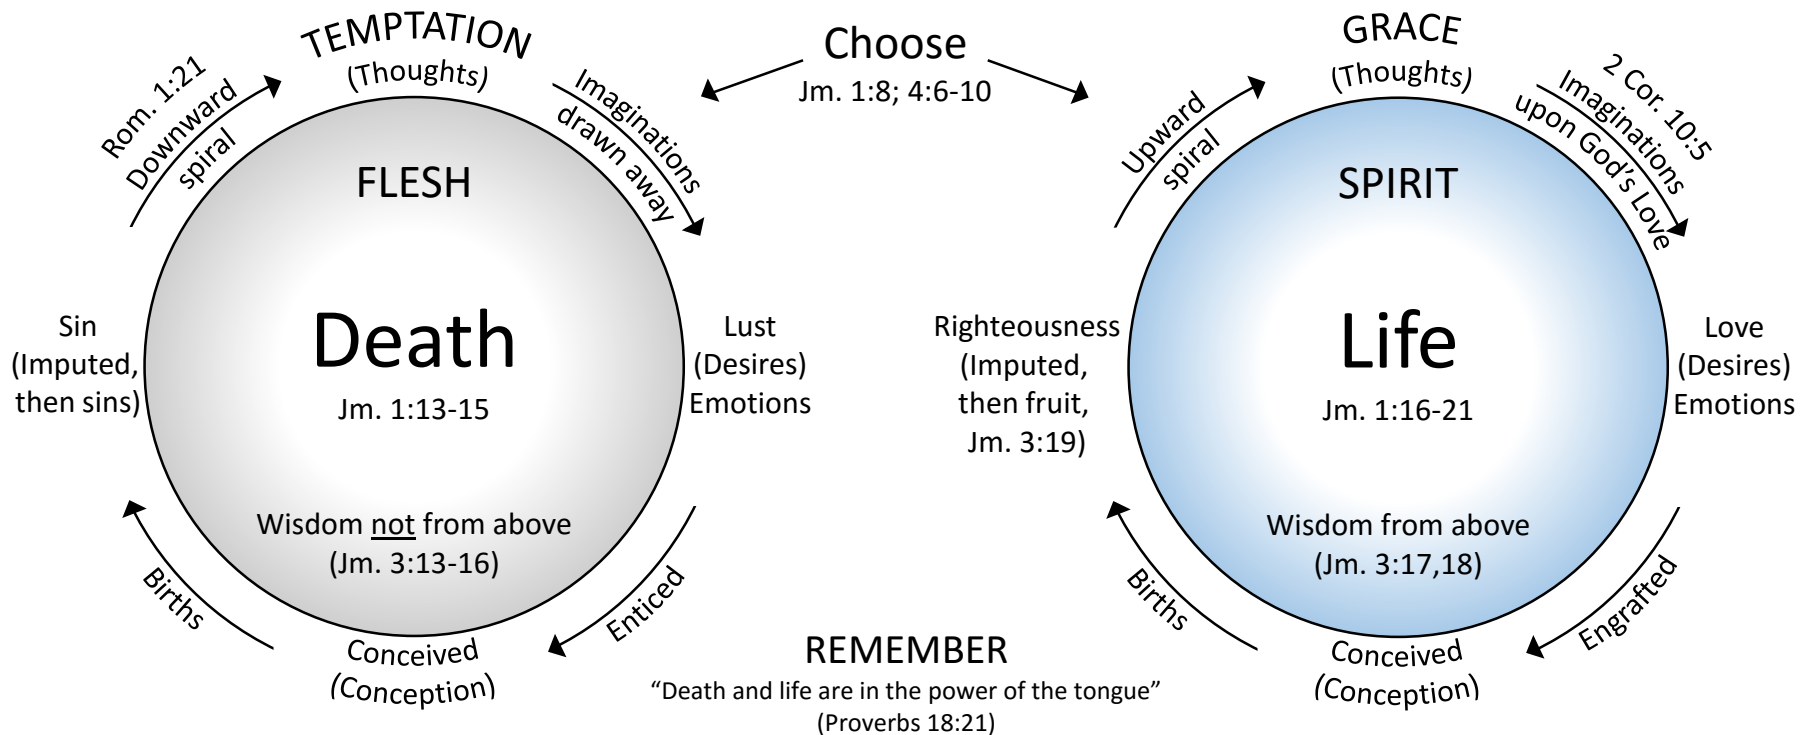 TEMPTATION
(Thoughts)
Rom. 1:21
Downward
spiral
Imaginations
drawn away
FLESH
Death
Jm. 1:13-15
Wisdom not from above
(Jm. 3:13-16)
Lust
(Desires)
Emotions
Enticed
Conceived
(Conception)
Births
Sin
(Imputed,
then sins)
Choose
Jm. 1:8; 4:6-10
GRACE
(Thoughts)
Upward
spiral
2 Cor. 10:5
Imaginations
upon God’s Love
SPIRIT
Life
Jm. 1:16-21
Wisdom from above
(Jm. 3:17,18)
Love
(Desires)
Emotions
Engrafted
Conceived
(Conception)
Births
Righteousness
(Imputed,
then fruit,
Jm. 3:19)
REMEMBER
“Death and life are in the power of the tongue”
(Proverbs 18:21)